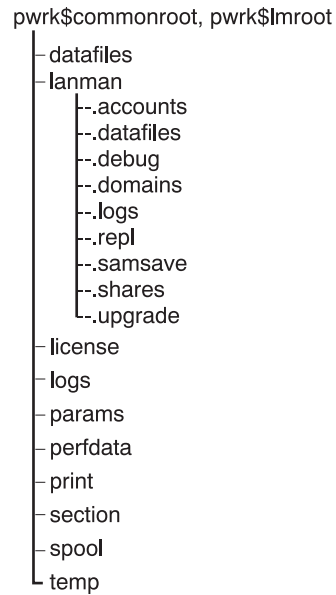 pwrk$commonroot, pwrk$lmroot
datafiles
lanman
.accounts
.datafiles
.debug
.domains
.logs
.repl
.samsave
.shares
.upgrade
license
logs
params
perfdata
print
section
spool
temp